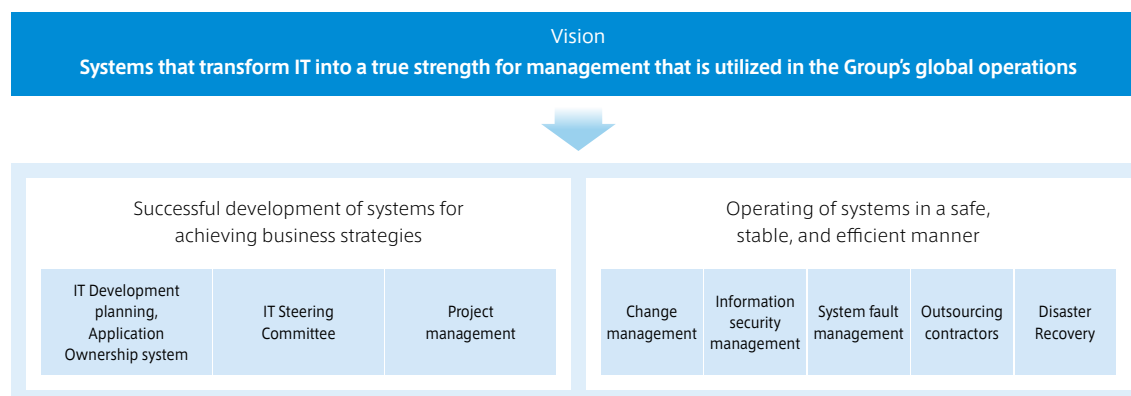 Vision
Systems that transform IT into a true strength for management that is utilized in the Group's global operations
Successful development of systems for
achieving business strategies
IT Development
planning,
Application
Ownership system
IT Steering
Committee
Project
management
Operating of systems in a safe,
stable, and efficient manner
Change
management
Information
security
management
System fault
management
Outsourcing
contractors
Disaster
Recovery